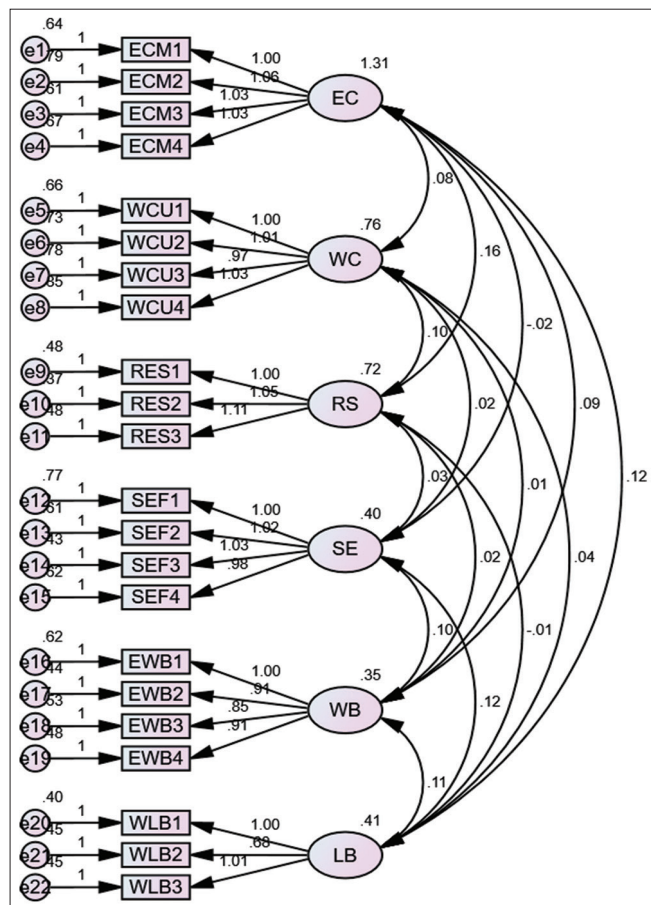 .64
e1 1 ECM1 1.00
.79
e2 1 ECM2 1.06
.61
e3 1 ECM3 1.03
.67
e4 1 ECM4 1.03
EC 1.31
.66
e5 1 WCU1 1.00
.73
e6 1 WCU2 1.01
.78
e7 1 WCU3 .97
.85
e8 1 WCU4 1.03
WC .76
.48
e9 1 RES1 1.00
.37
e10 1 RES2 1.05
.48
e11 1 RES3 1.11
RS .72
.77
e12 1 SEF1 1.00
.61
e13 1 SEF2 1.02
.43
e14 1 SEF3 1.03
.62
e15 1 SEF4 .98
SE .40
.62
e16 1 EWB1 1.00
.44
e17 1 EWB2 .91
.53
e18 1 EWB3 .85
.48
e19 1 EWB4 .91
WB .35
.40
e20 1 WLB1 1.00
.45
e21 1 WLB2 .68
.45
e22 1 WLB3 1.01
LB .41
.08
.16
-.02
.09
.12
.10
.02
.01
.04
.03
.02
-.01
.10
.12
.11